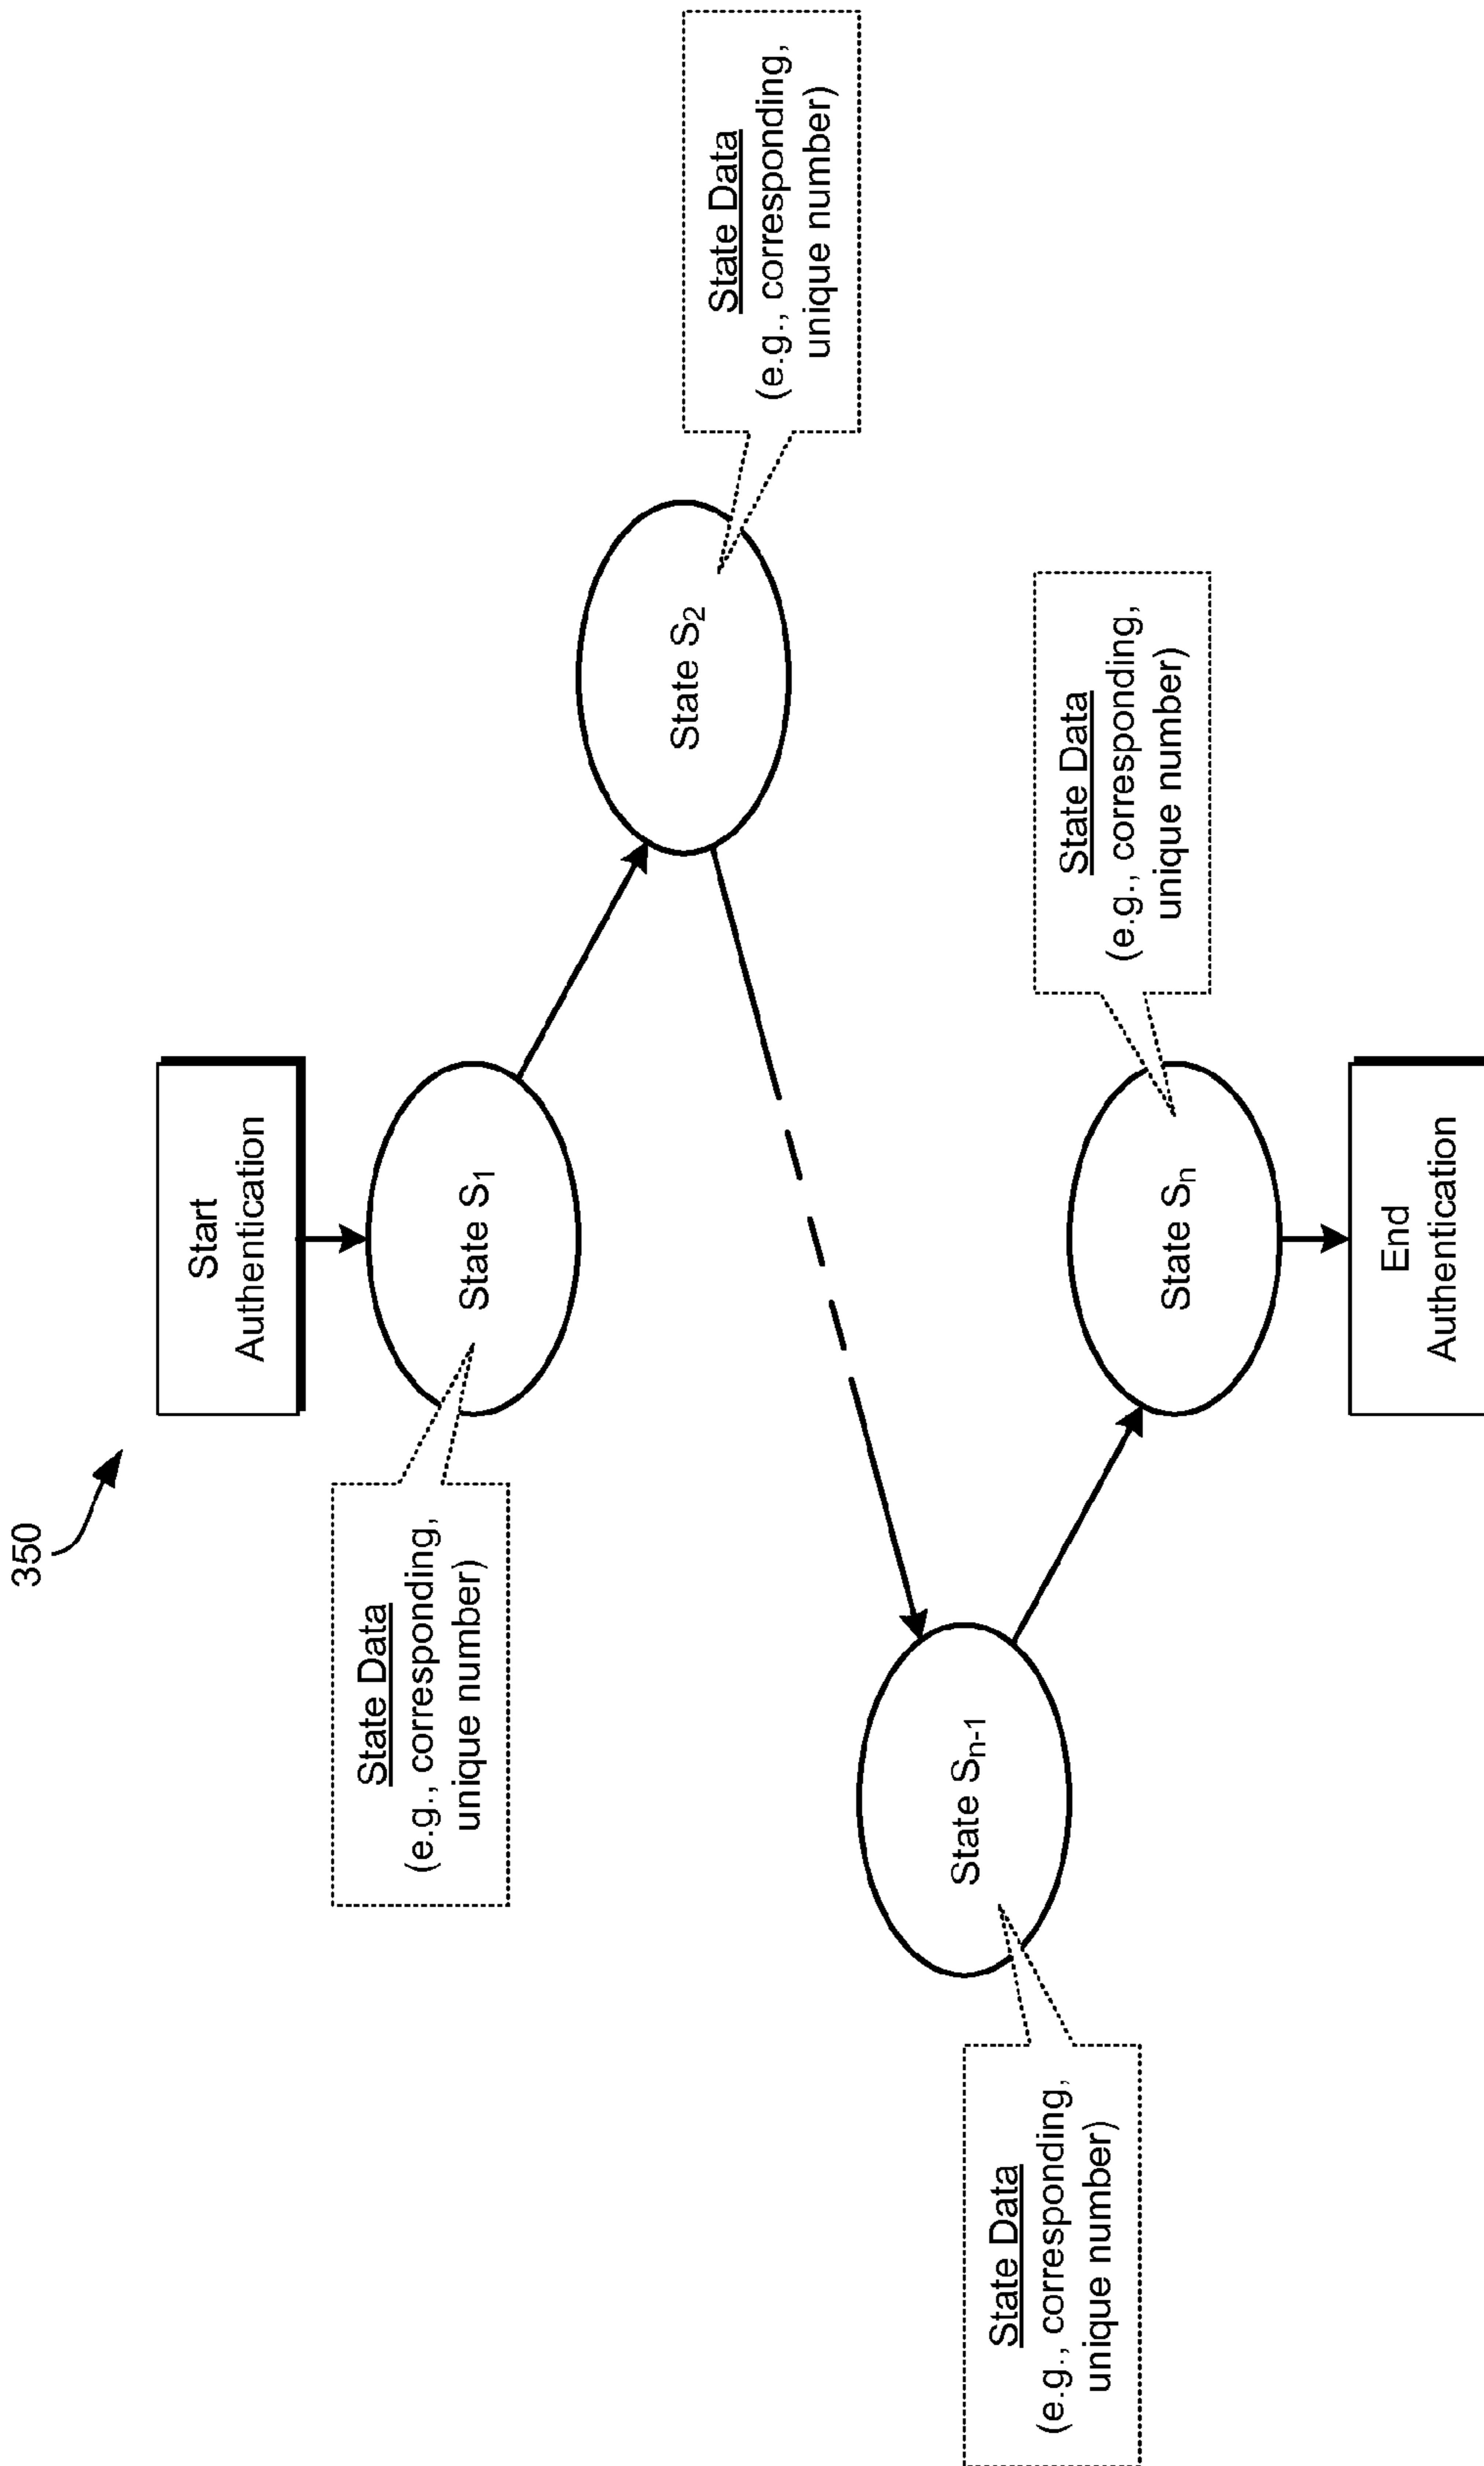 350
Start
Authentication
State Data
(e.g., corresponding,
unique number)
State S₁
State S₂
State Data
(e.g., corresponding,
unique number)
State Data
(e.g., corresponding,
unique number)
State Sₙ₋₁
State Sₙ
State Data
(e.g., corresponding,
unique number)
End
Authentication